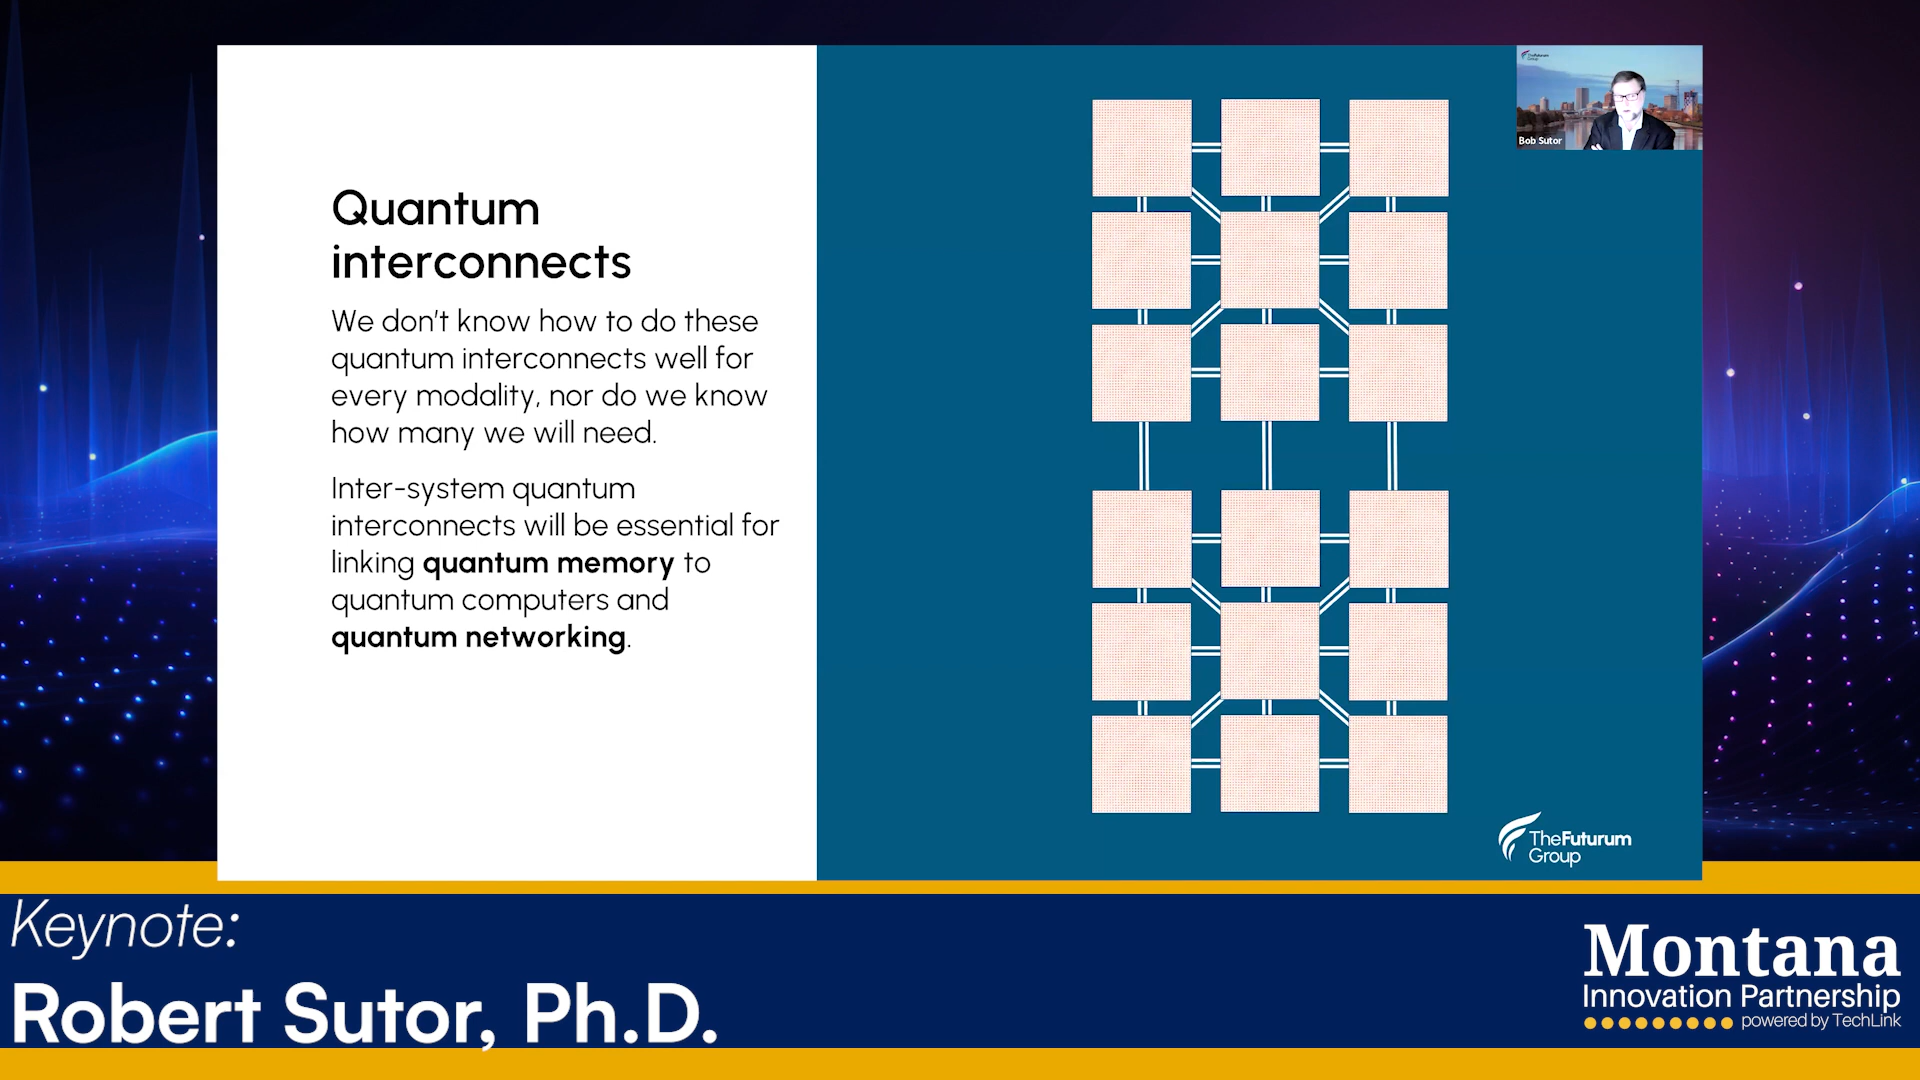 Quantum
interconnects
We don't know how to do these
quantum interconnects well for
every modality, nor do we know
how many we will need.
Inter-system quantum
interconnects will be essential for
linking quantum memory to
quantum computers and
quantum networking.
TheFuturum
Group
Bob Sutor
TheFuturum
Group
Keynote:
Robert Sutor, Ph.D.
Montana
Innovation Partnership
powered by TechLink